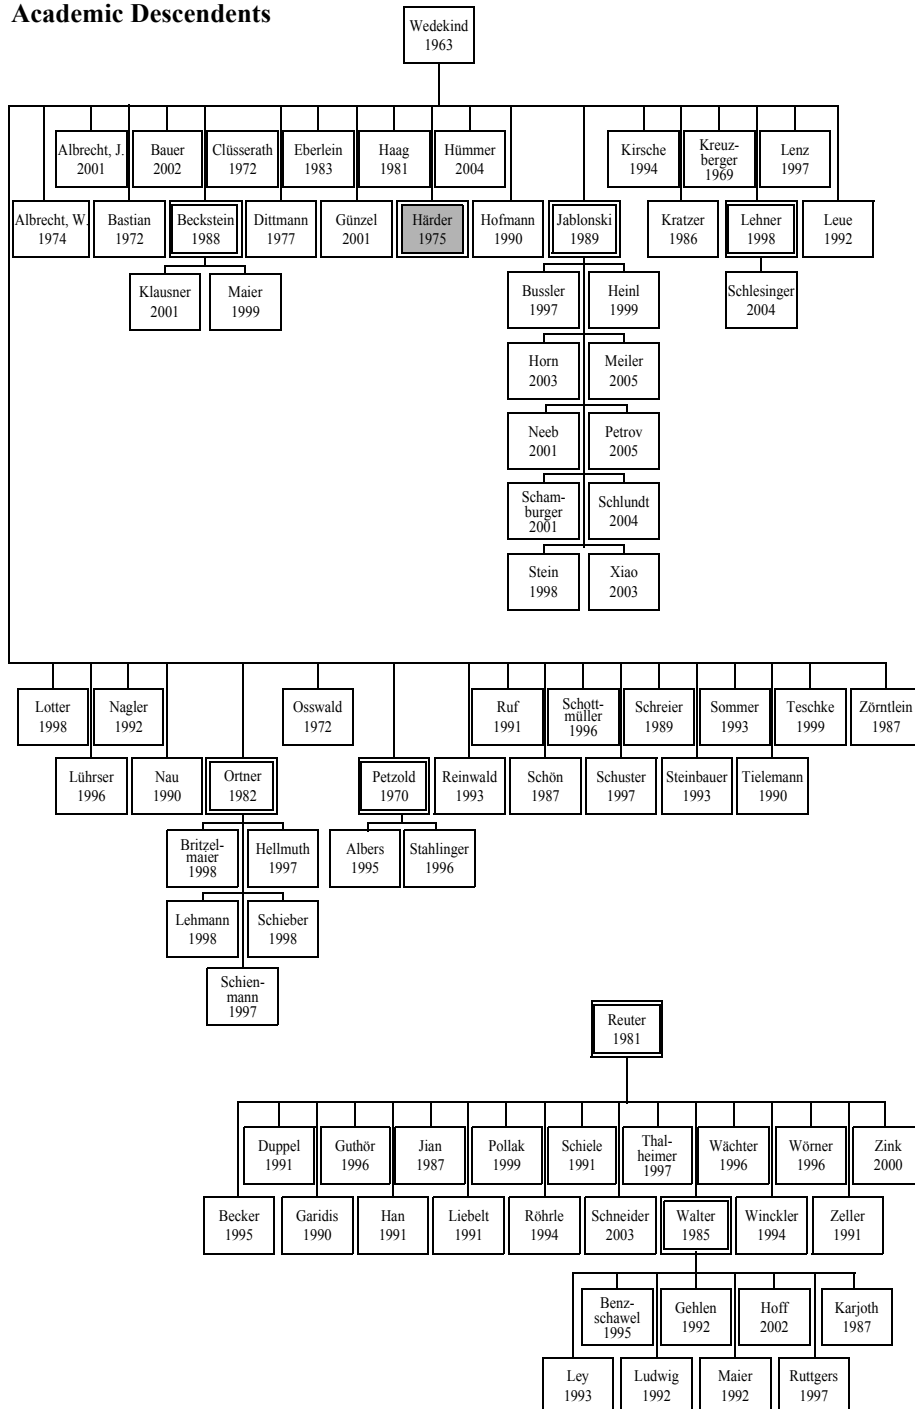 Academic Descendents
Wedekind
1963
Albrecht, J.
2001
Bauer
2002
Clüsserath
1972
Eberlein
1983
Haag
1981
Hümmer
2004
Kirsche
1994
Kreuz-
berger
1969
Lenz
1997
Albrecht, W.
1974
Bastian
1972
Beckstein
1988
Dittmann
1977
Günzel
2001
Härder
1975
Hofmann
1990
Jablonski
1989
Kratzer
1986
Lehner
1998
Leue
1992
Klausner
2001
Maier
1999
Bussler
1997
Heinl
1999
Schlesinger
2004
Horn
2003
Meiler
2005
Neeb
2001
Petrov
2005
Scham-
burger
2001
Schlundt
2004
Stein
1998
Xiao
2003
Lotter
1998
Nagler
1992
Osswald
1972
Ruf
1991
Schott-
müller
1996
Schreier
1989
Sommer
1993
Teschke
1999
Zörntlein
1987
Lührser
1996
Nau
1990
Ortner
1982
Petzold
1970
Reinwald
1993
Schön
1987
Schuster
1997
Steinbauer
1993
Tielemann
1990
Britzel-
maier
1998
Hellmuth
1997
Albers
1995
Stahlinger
1996
Lehmann
1998
Schieber
1998
Schien-
mann
1997
Reuter
1981
Duppel
1991
Guthör
1996
Jian
1987
Pollak
1999
Schiele
1991
Thal-
heimer
1997
Wächter
1996
Wörner
1996
Zink
2000
Becker
1995
Garidis
1990
Han
1991
Liebelt
1991
Röhrle
1994
Schneider
2003
Walter
1985
Winckler
1994
Zeller
1991
Benz-
schawel
1995
Gehlen
1992
Hoff
2002
Karjoth
1987
Ley
1993
Ludwig
1992
Maier
1992
Ruttgers
1997